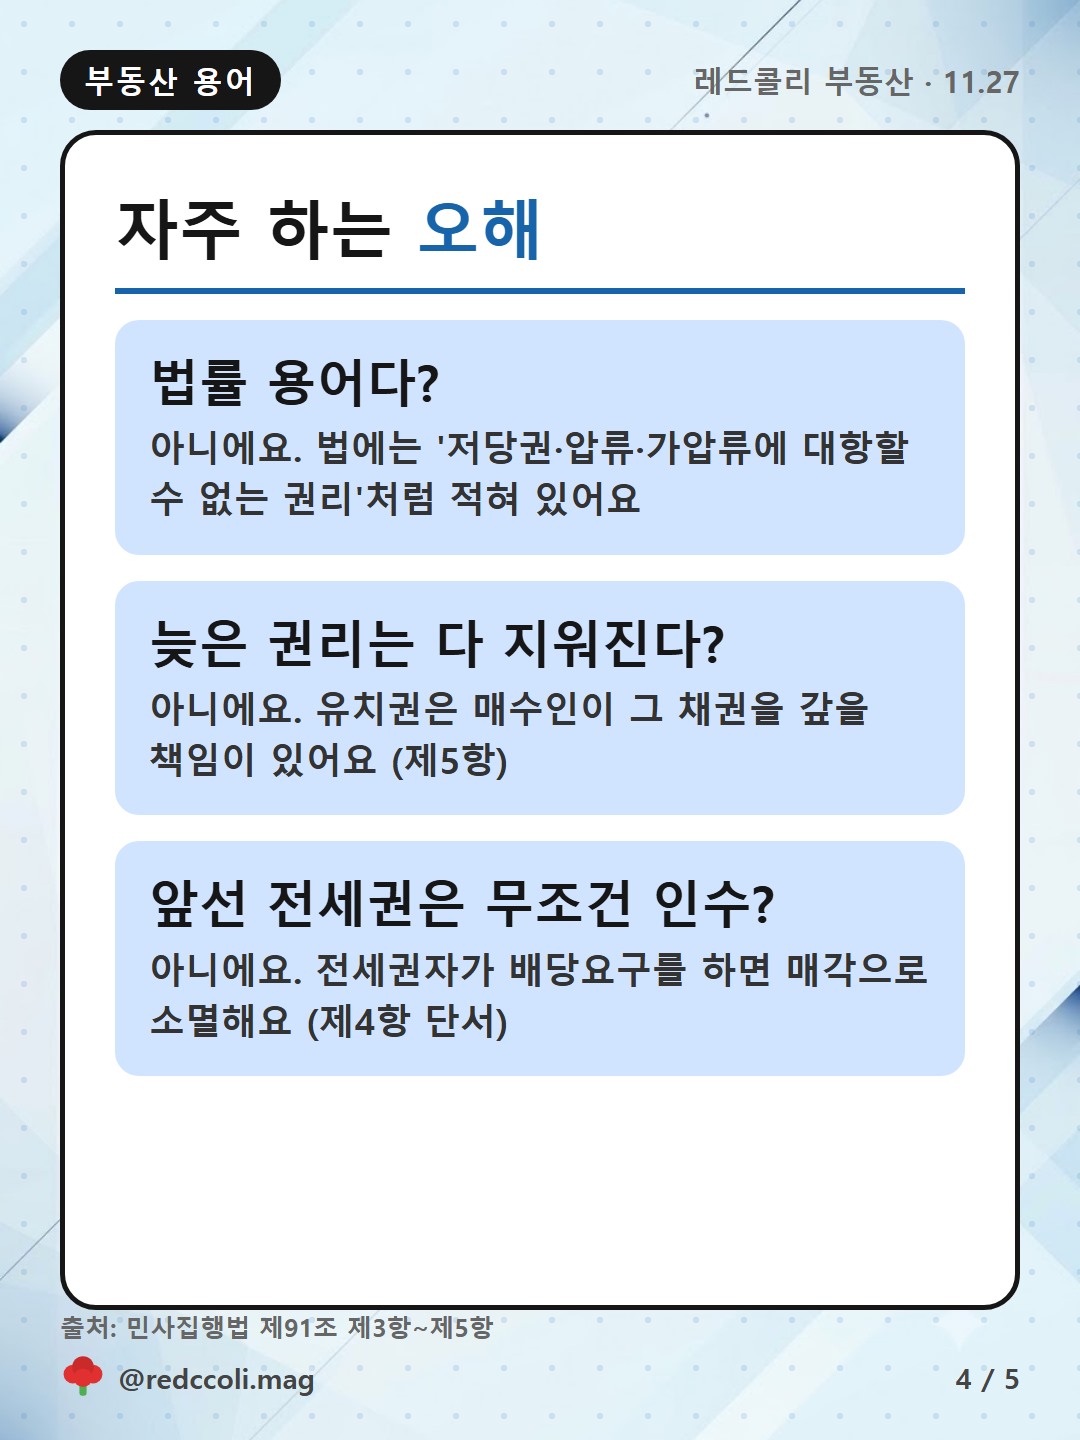 부동산 용어
레드콜리 부동산 · 11.27
자주 하는 오해
법률 용어다?
아니에요. 법에는 '저당권·압류·가압류에 대항할
수 없는 권리'처럼 적혀 있어요
늦은 권리는 다 지워진다?
아니에요. 유치권은 매수인이 그 채권을 갚을
책임이 있어요 (제5항)
앞선 전세권은 무조건 인수?
아니에요. 전세권자가 배당요구를 하면 매각으로
소멸해요 (제4항 단서)
출처: 민사집행법 제91조 제3항~제5항
@redccoli.mag
4 / 5